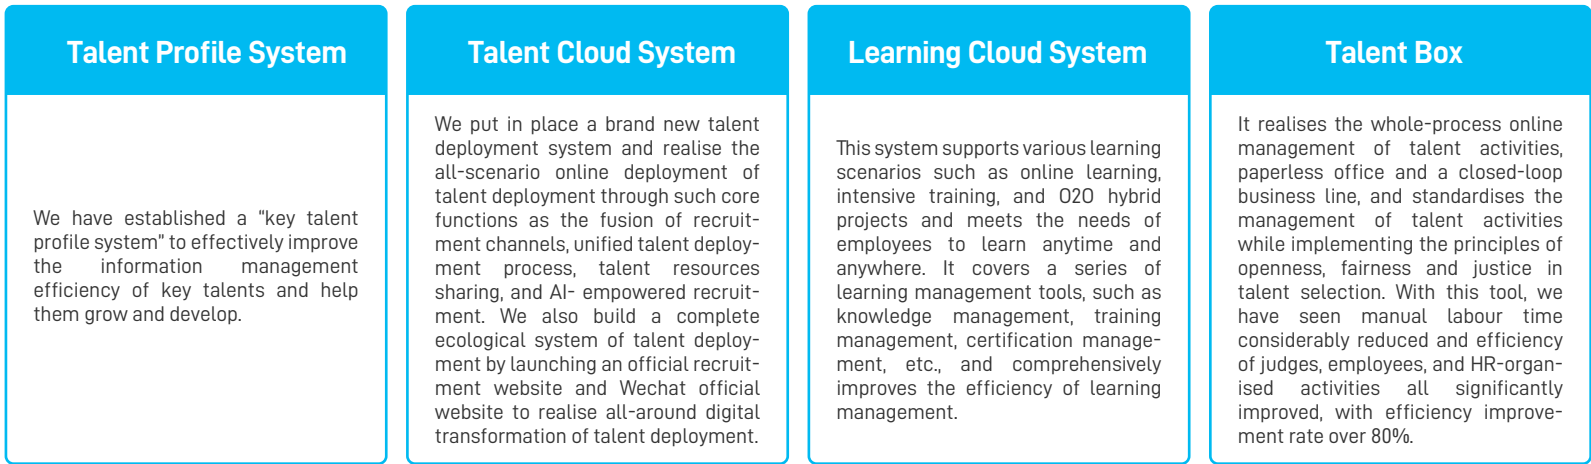 Talent Profile System
We have established a "key talent
profile system" to effectively improve
the information management
efficiency of key talents and help
them grow and develop.
Talent Cloud System
We put in place a brand new talent
deployment system and realise the
all-scenario online deployment of
talent deployment through such core
functions as the fusion of recruit-
ment channels, unified talent deploy-
ment process, talent resources
sharing, and AI- empowered recruit-
ment. We also build a complete
ecological system of talent deploy-
ment by launching an official recruit-
ment website and Wechat official
website to realise all-around digital
transformation of talent deployment.
Learning Cloud System
This system supports various learning
scenarios such as online learning,
intensive training, and O2O hybrid
projects and meets the needs of
employees to learn anytime and
anywhere. It covers a series of
learning management tools, such as
knowledge management, training
management, certification manage-
ment, etc., and comprehensively
improves the efficiency of learning
management.
Talent Box
It realises the whole-process online
management of talent activities,
paperless office and a closed-loop
business line, and standardises the
management of talent activities
while implementing the principles of
openness, fairness and justice in
talent selection. With this tool, we
have seen manual labour time
considerably reduced and efficiency
of judges, employees, and HR-organ-
ised activities all significantly
improved, with efficiency improve-
ment rate over 80%.